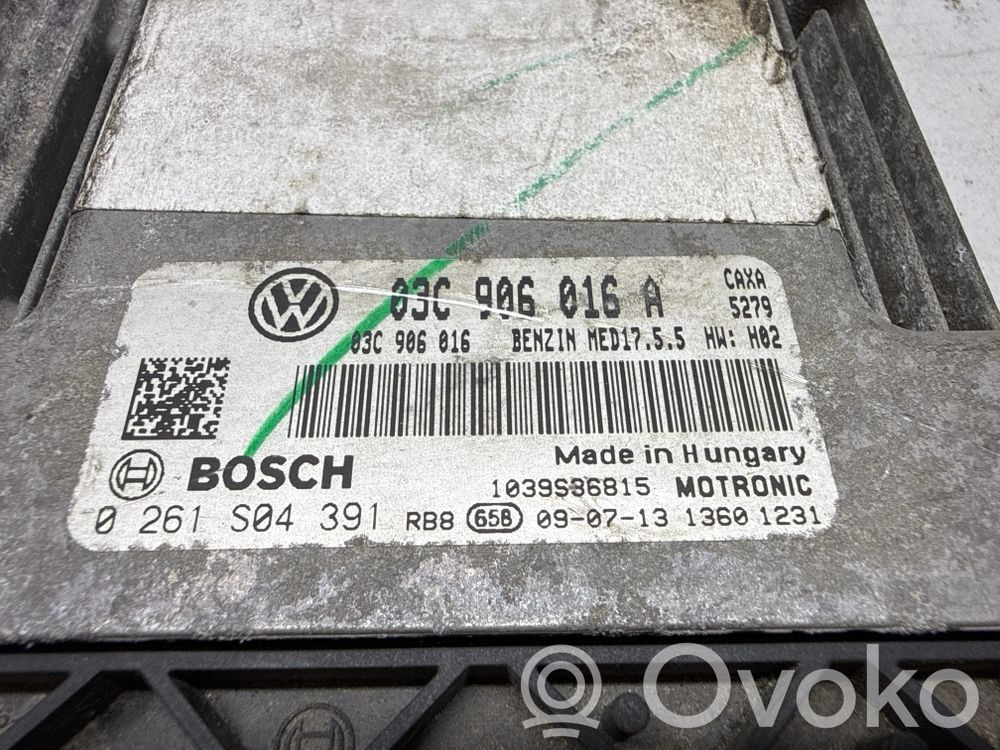 03C 906 016 A
CAXA
5279
03C 906 016 BENZIN MED17.5.5 HW: H02
BOSCH
Made in Hungary
1039S36815 MOTRONIC
0 261 S04 391 RB8 65B 09-07-13 1360 1231
Ovoko